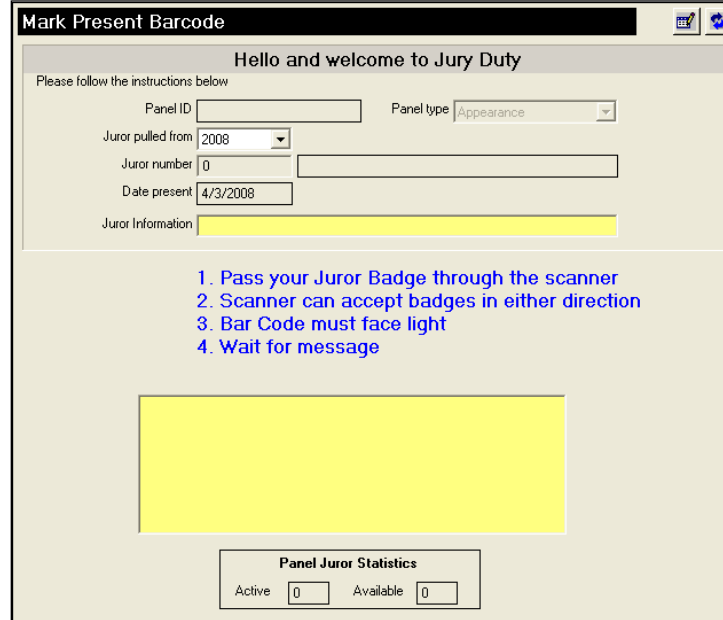 Mark Present Barcode
Hello and welcome to Jury Duty
Please follow the instructions below
Panel ID Panel type Appearance
Juror pulled from 2008
Juror number 0
Date present 4/3/2008
Juror Information
1. Pass your Juror Badge through the scanner
2. Scanner can accept badges in either direction
3. Bar Code must face light
4. Wait for message
Panel Juror Statistics
Active 0 Available 0